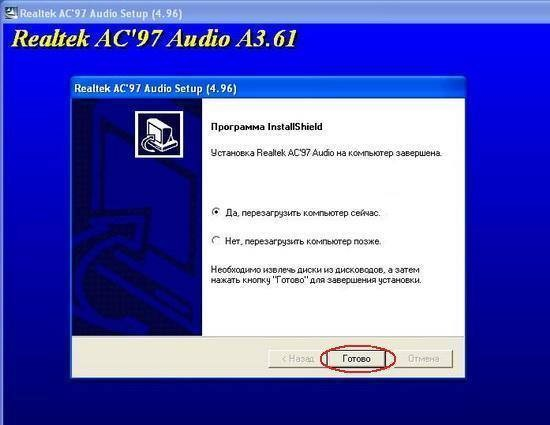 Realtek AC'97 Audio Setup (4.96)
Realtek AC'97 Audio A3.61
Realtek AC'97 Audio Setup (4.96)
Программа InstallShield
Установка Realtek AC'97 Audio на компьютер завершена.
Да, перезагрузить компьютер сейчас.
Нет, перезагрузить компьютер позже.
Необходимо извлечь диски из дисководов, а затем
нажать кнопку "Готово" для завершения установки.
< Назад Готово Отмена